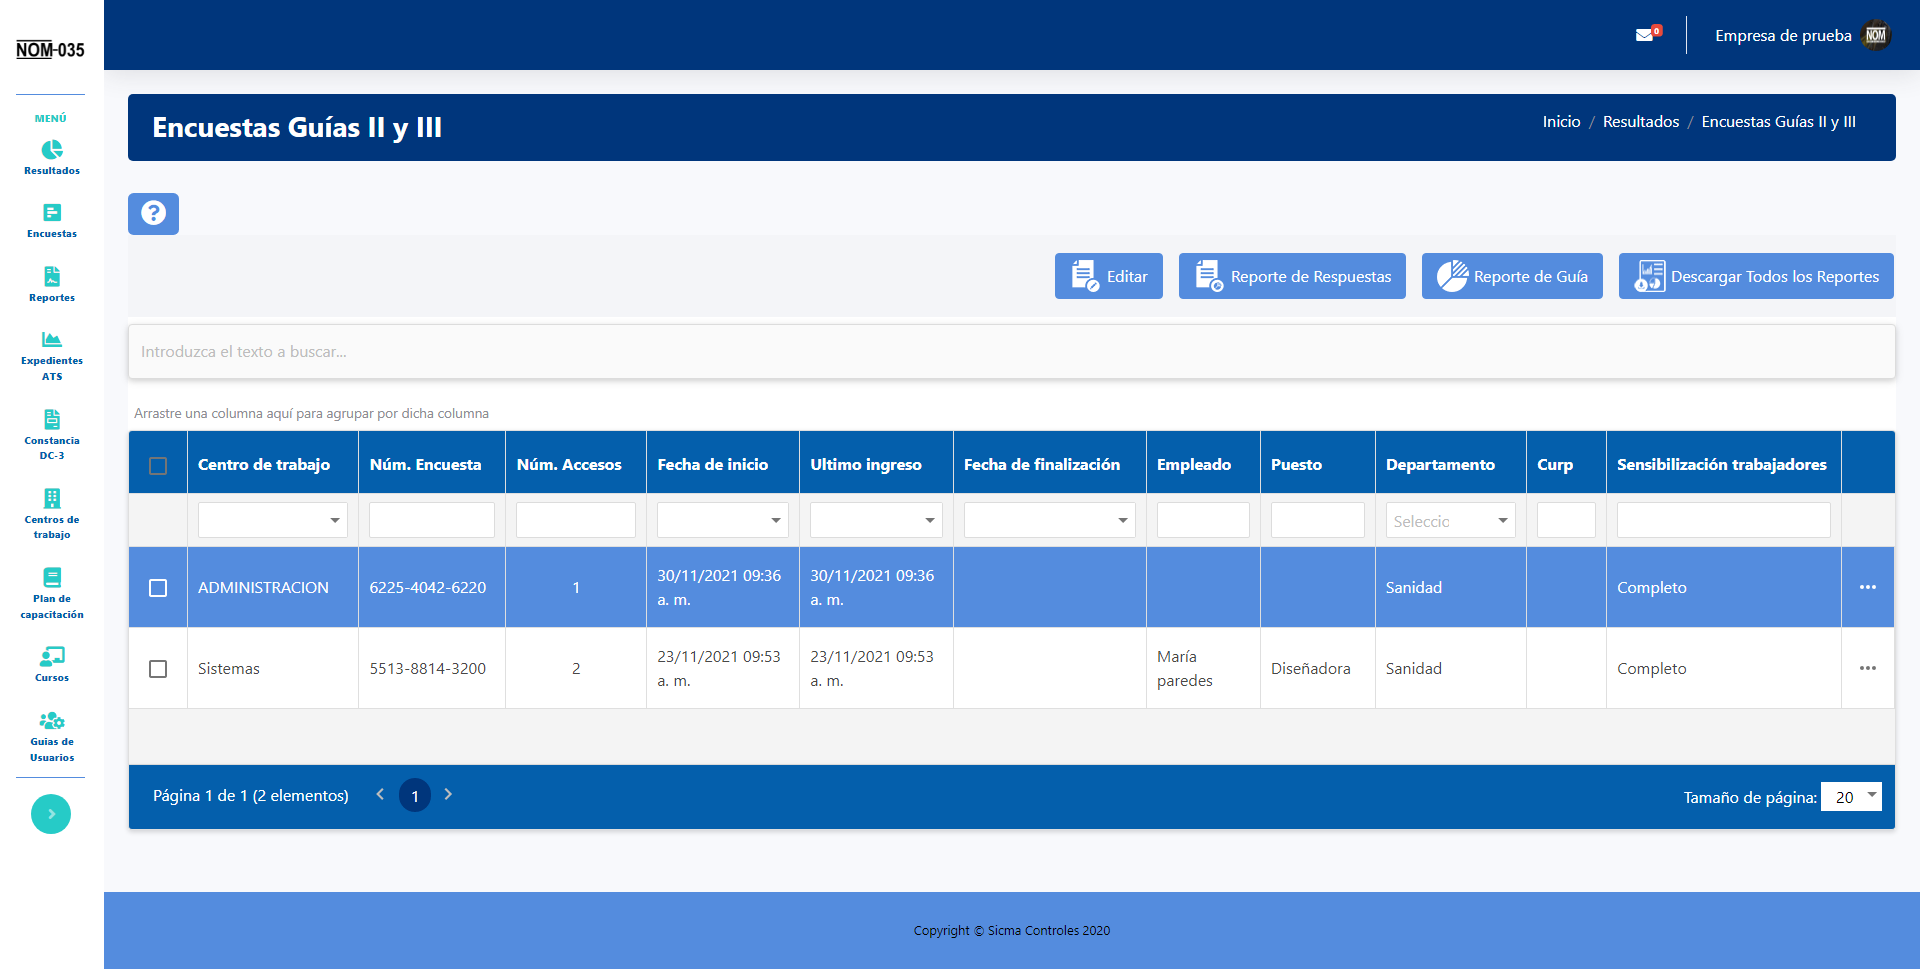 NOM-035
0
Empresa de prueba
NOM
MENÚ
Resultados
Encuestas
Reportes
Expedientes
ATS
Constancia
DC-3
Centros de
trabajo
Plan de
capacitación
Cursos
Guias de
Usuarios
Encuestas Guías II y III
Inicio / Resultados / Encuestas Guías II y III
?
Editar
Reporte de Respuestas
Reporte de Guía
Descargar Todos los Reportes
Introduzca el texto a buscar...
Arrastre una columna aquí para agrupar por dicha columna
Centro de trabajo Núm. Encuesta Núm. Accesos Fecha de inicio Ultimo ingreso Fecha de finalización Empleado Puesto Departamento Curp Sensibilización trabajadores
Seleccio
ADMINISTRACION 6225-4042-6220 1 30/11/2021 09:36 a. m. 30/11/2021 09:36 a. m. Sanidad Completo ...
Sistemas 5513-8814-3200 2 23/11/2021 09:53 a. m. 23/11/2021 09:53 a. m. María paredes Diseñadora Sanidad Completo ...
Página 1 de 1 (2 elementos) 1
Tamaño de página: 20
Copyright © Sicma Controles 2020